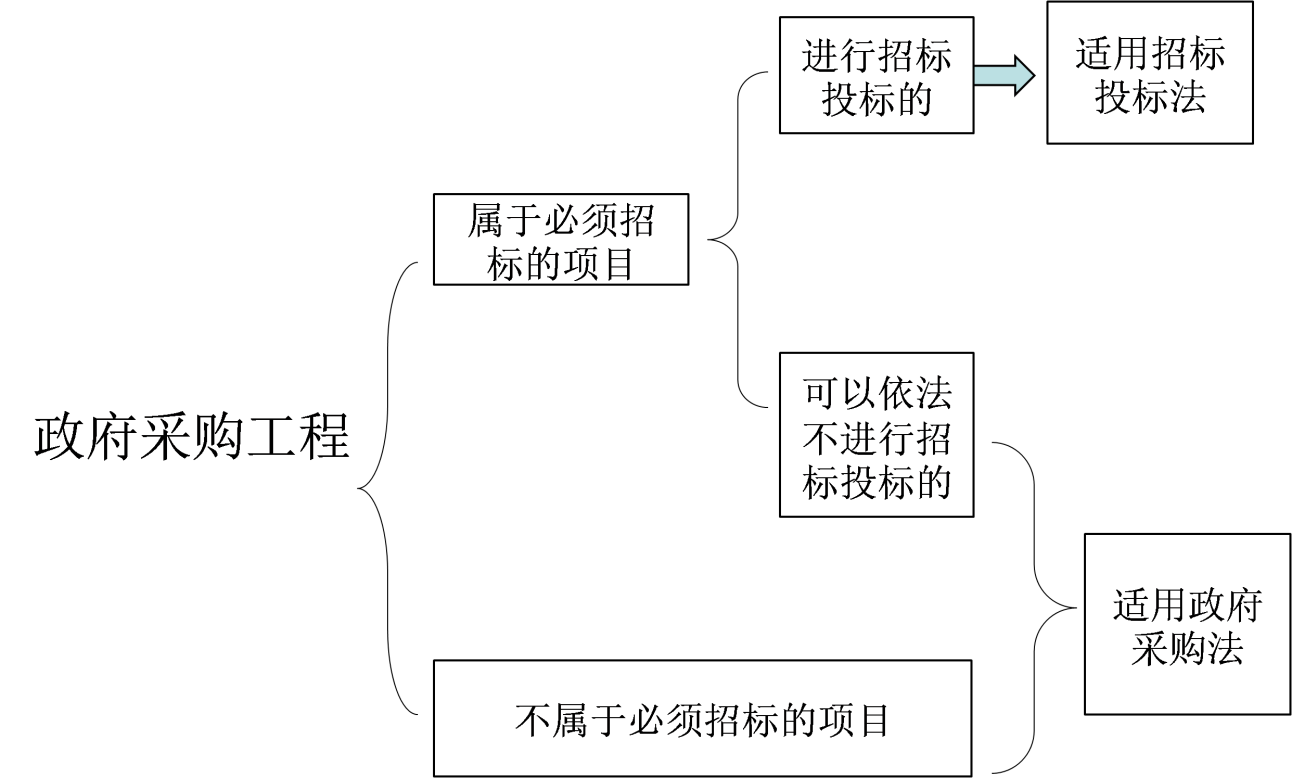 进行招标
投标的
适用招标
投标法
属于必须招
标的项目
可以依法
不进行招
标投标的
政府采购工程
适用政府
采购法
不属于必须招标的项目